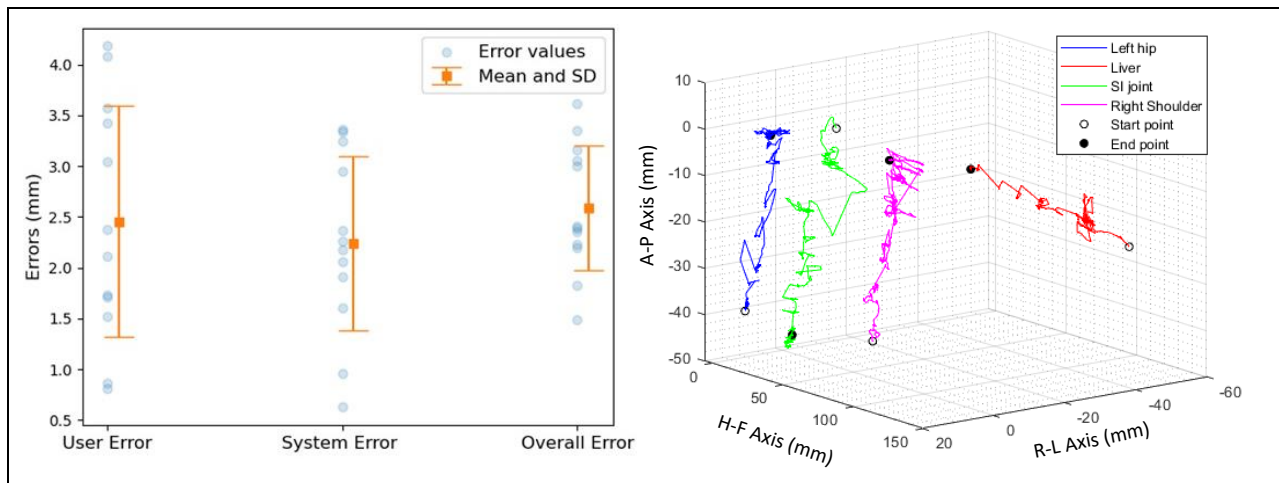 Error values
Mean and SD
4.0
3.5
3.0
2.5
2.0
1.5
1.0
0.5
Errors (mm)
User Error
System Error
Overall Error
Left hip
Liver
SI joint
Right Shoulder
Start point
End point
10
0
-10
-20
-30
-40
-50
A-P Axis (mm)
0
50
100
150
H-F Axis (mm)
20
0
-20
-40
-60
R-L Axis (mm)